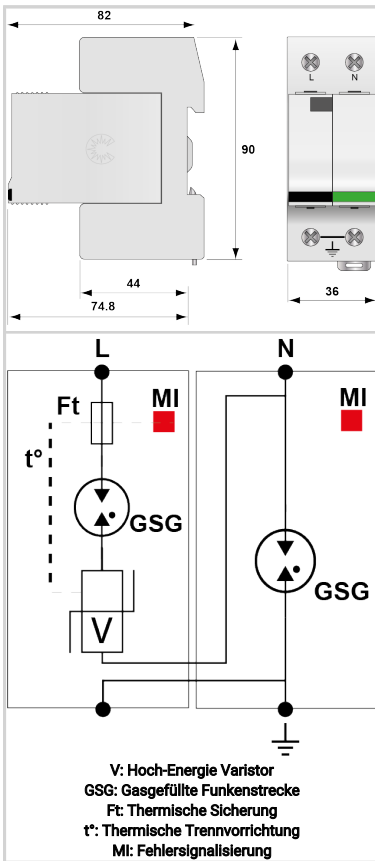 82
L N
90
44
74.8
36
L N
Ft MI MI
t°
GSG
GSG
V
V: Hoch-Energie Varistor
GSG: Gasgefüllte Funkenstrecke
Ft: Thermische Sicherung
t°: Thermische Trennvorrichtung
MI: Fehlersignalisierung